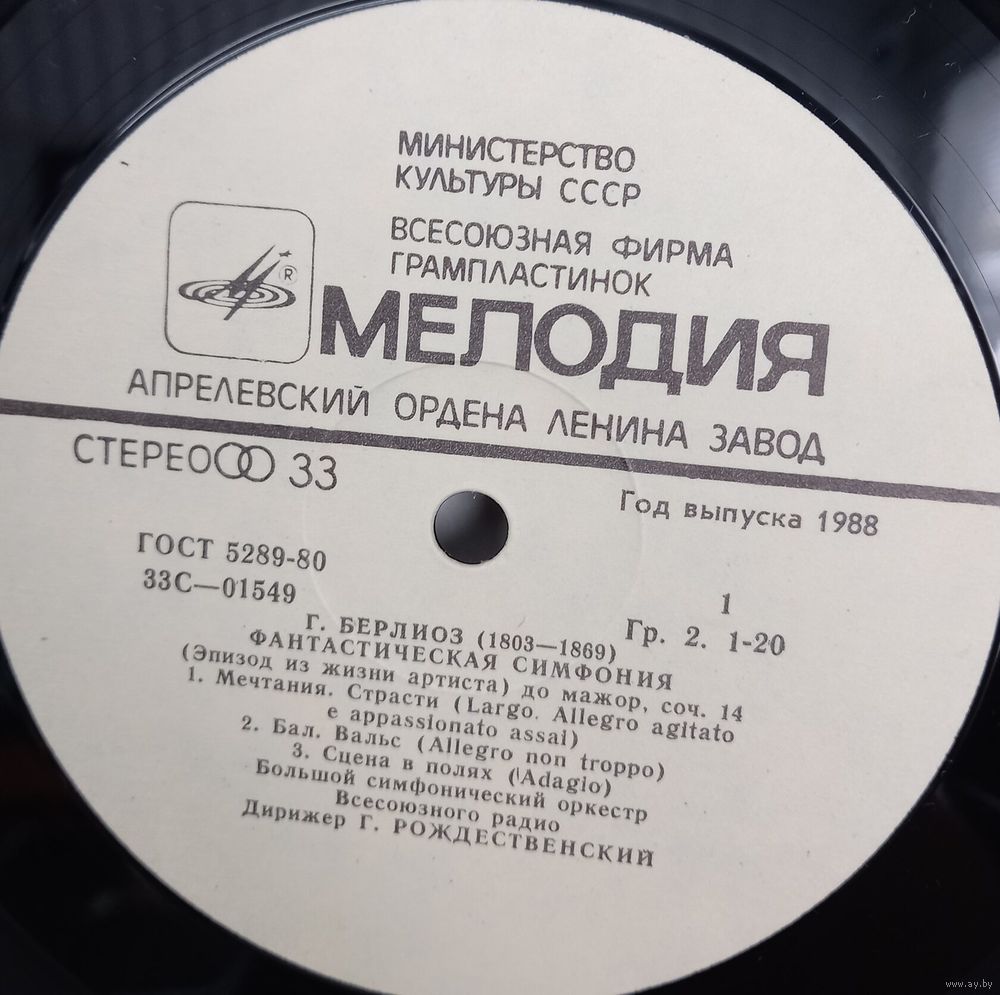 МИНИСТЕРСТВО
КУЛЬТУРЫ СССР
ВСЕСОЮЗНАЯ ФИРМА
ГРАМПЛАСТИНОК
®
МЕЛОДИЯ
АПРЕЛЕВСКИЙ ОРДЕНА ЛЕНИНА ЗАВОД
СТЕРЕО 33
Год выпуска 1988
ГОСТ 5289-80
33С—01549
1
Гр. 2. 1-20
Г. БЕРЛИОЗ (1803—1869)
ФАНТАСТИЧЕСКАЯ СИМФОНИЯ
(Эпизод из жизни артиста) до мажор, соч. 14
1. Мечтания. Страсти (Largo. Allegro agitato
e appassionato assai)
2. Бал. Вальс (Allegro non troppo)
3. Сцена в полях (Adagio)
Большой симфонический оркестр
Всесоюзного радио
Дирижер Г. РОЖДЕСТВЕНСКИЙ
www.ay.by